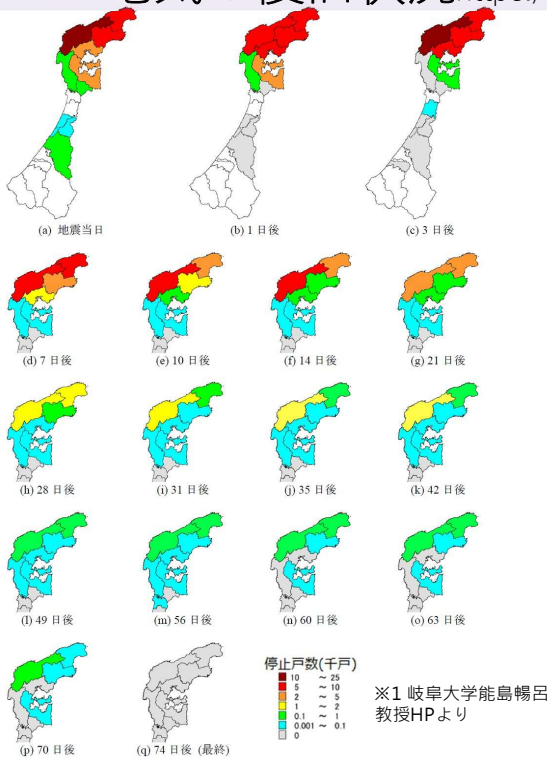 (a) 地震当日
(b) 1 日後
(c) 3 日後
(d) 7 日後
(e) 10 日後
(f) 14 日後
(g) 21 日後
(h) 28 日後
(i) 31 日後
(j) 35 日後
(k) 42 日後
(l) 49 日後
(m) 56 日後
(n) 60 日後
(o) 63 日後
(p) 70 日後
(q) 74 日後 (最終)
停止戸数(千戸)
10 ～ 25
5 ～ 10
2 ～ 5
1 ～ 2
0.1 ～ 1
0.001 ～ 0.1
0
※1 岐阜大学能島暢呂
教授HPより